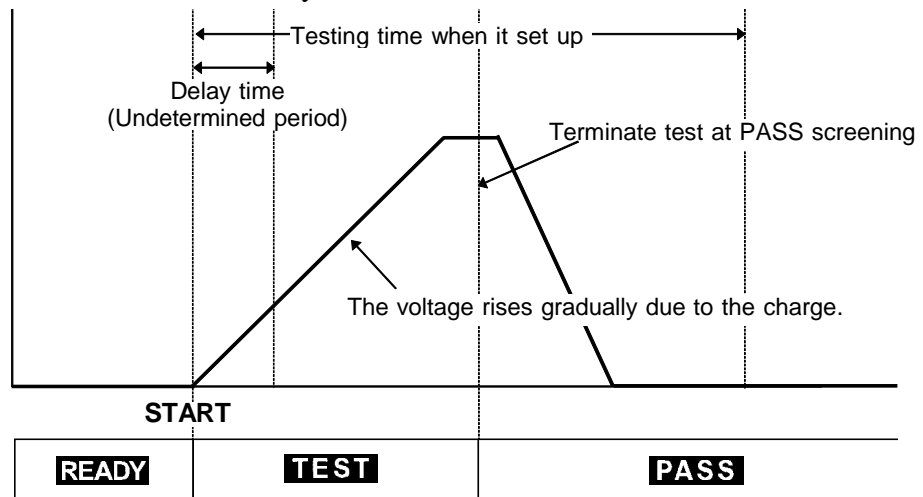 Testing time when it set up
Delay time
(Undetermined period)
Terminate test at PASS screening
The voltage rises gradually due to the charge.
START
READY TEST PASS